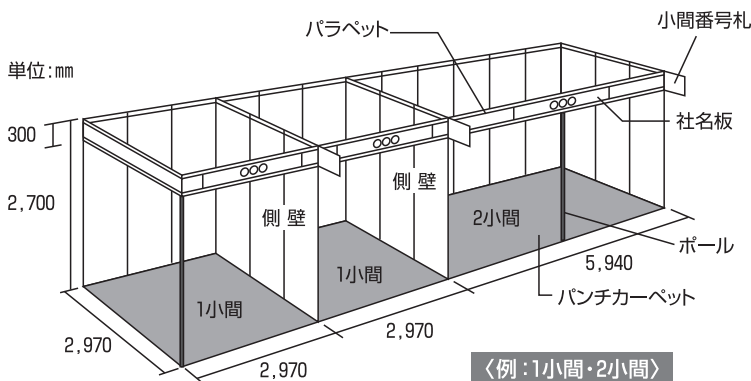 小間番号札
パラペット
単位:mm
300
社名板
2,700
側壁
側壁
2小間
1小間
1小間
ポール
5,940
パンチカーペット
2,970
2,970
2,970
〈例:1小間・2小間〉